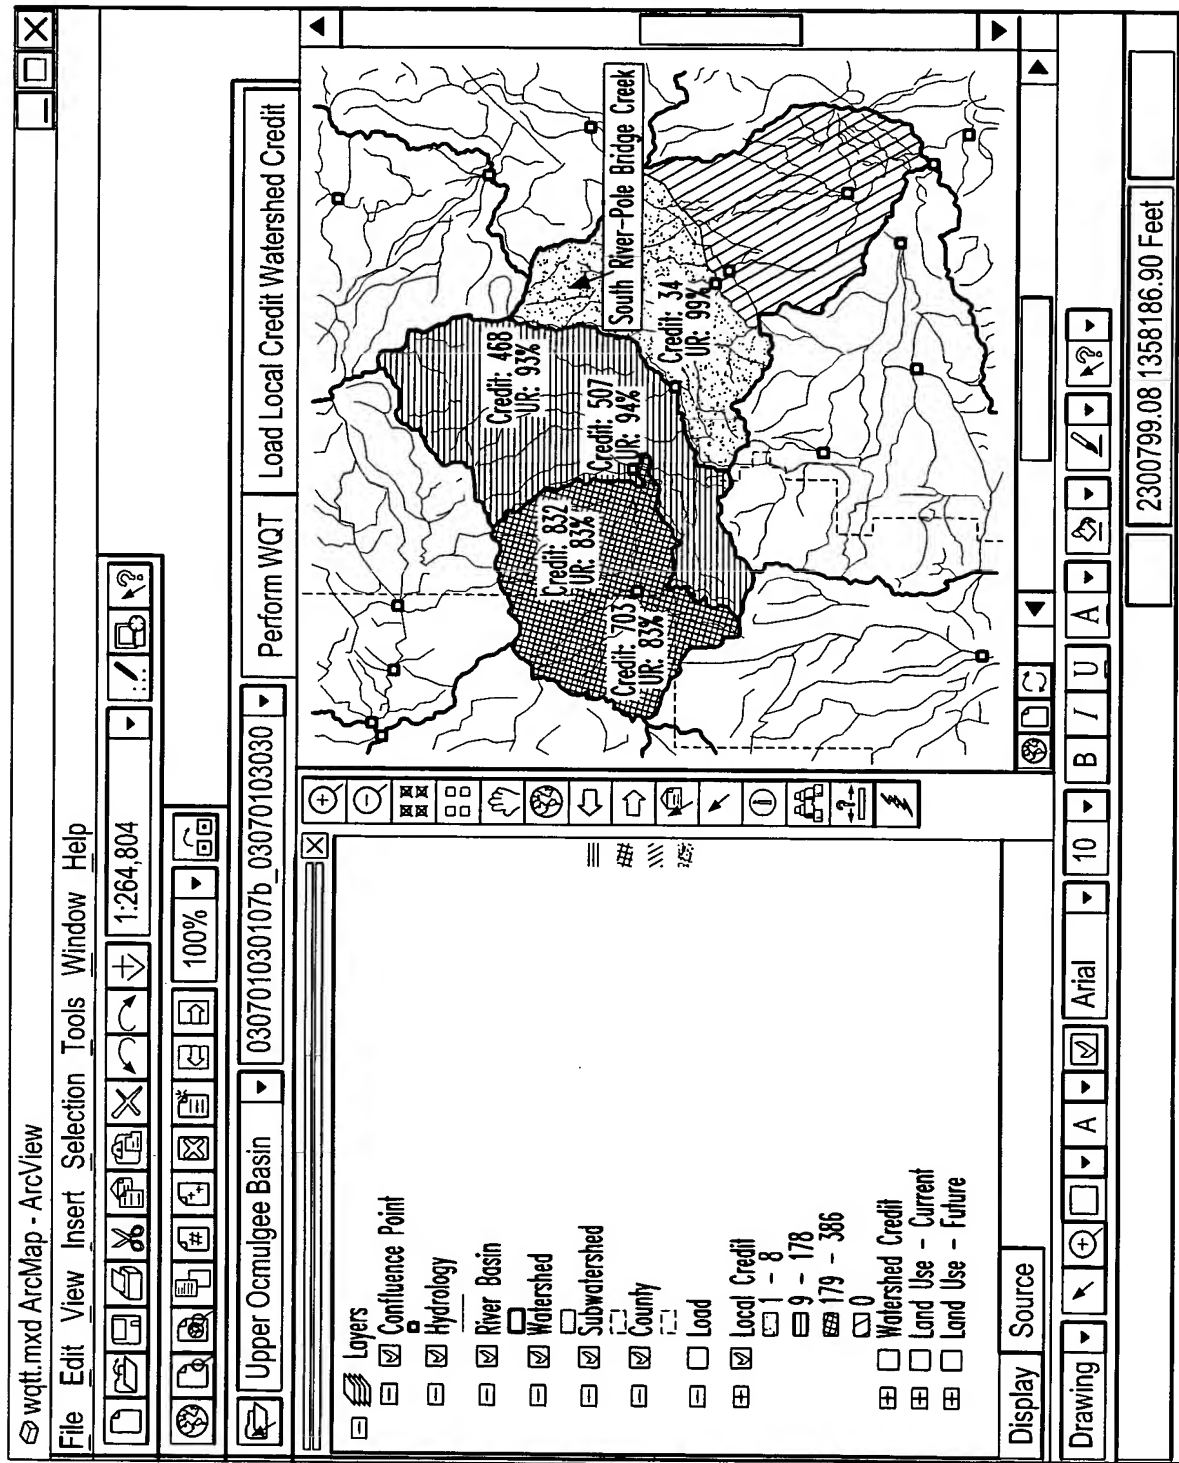 wqtt.mxd ArcMap - ArcView
File Edit View Insert Selection Tools Window Help
1:264,804
100%
Upper Ocmulgee Basin
030701030107b_03070103030
Perform WQT
Load Local Credit Watershed Credit
Layers
Confluence Point
Hydrology
River Basin
Watershed
Subwatershed
County
Load
Local Credit
1 - 8
9 - 178
179 - 386
0
Watershed Credit
Land Use - Current
Land Use - Future
Display
Source
Credit: 468
UR: 93%
Credit: 507
UR: 94%
Credit: 832
UR: 83%
Credit: 703
UR: 83%
South River-Pole Bridge Creek
Credit: 34
UR: 99%
Drawing
A
Arial
10
B
I
U
A
2300799.08 1358186.90 Feet